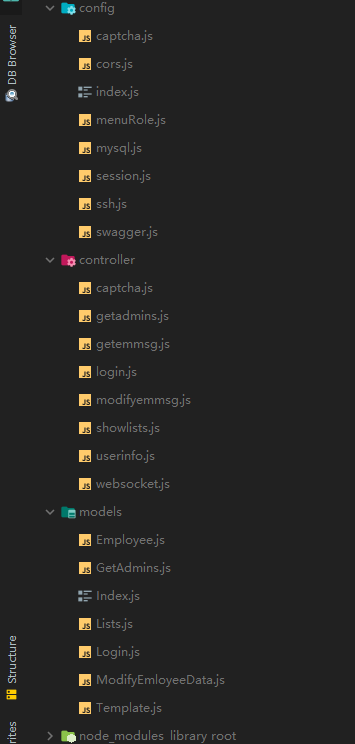 config
captcha.js
cors.js
index.js
menuRole.js
mysql.js
session.js
ssh.js
swagger.js
controller
captcha.js
getadmins.js
getemmsg.js
login.js
modifyemmsg.js
showlists.js
userinfo.js
websocket.js
models
Employee.js
GetAdmins.js
Index.js
Lists.js
Login.js
ModifyEmloyeeData.js
Template.js
node_modules library root
DB Browser
Structure
rites